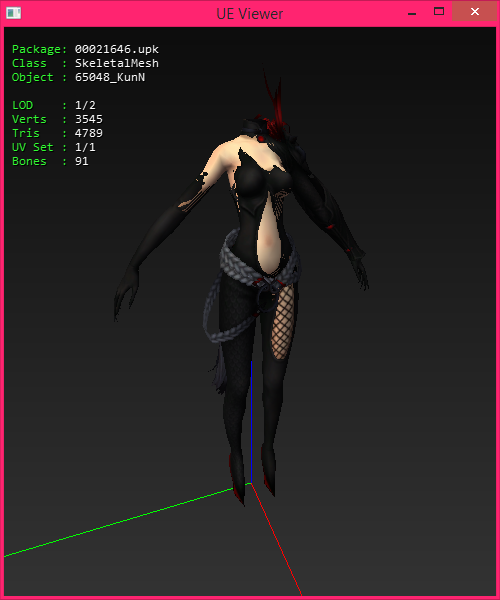 UE Viewer
Package: 00021646.upk
Class  : SkeletalMesh
Object : 65048_KunN
LOD    : 1/2
Verts  : 3545
Tris   : 4789
UV Set : 1/1
Bones  : 91